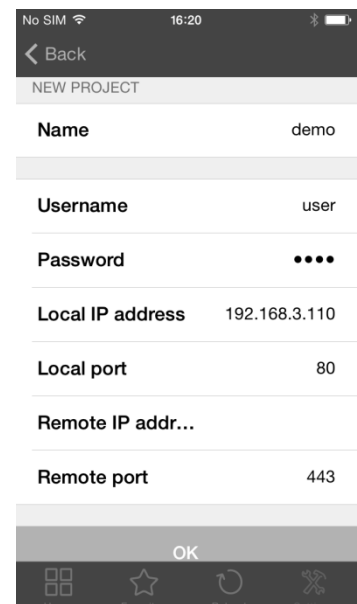 No SIM 16:20
Back
NEW PROJECT
Name demo
Username user
Password ••••
Local IP address 192.168.3.110
Local port 80
Remote IP addr...
Remote port 443
OK